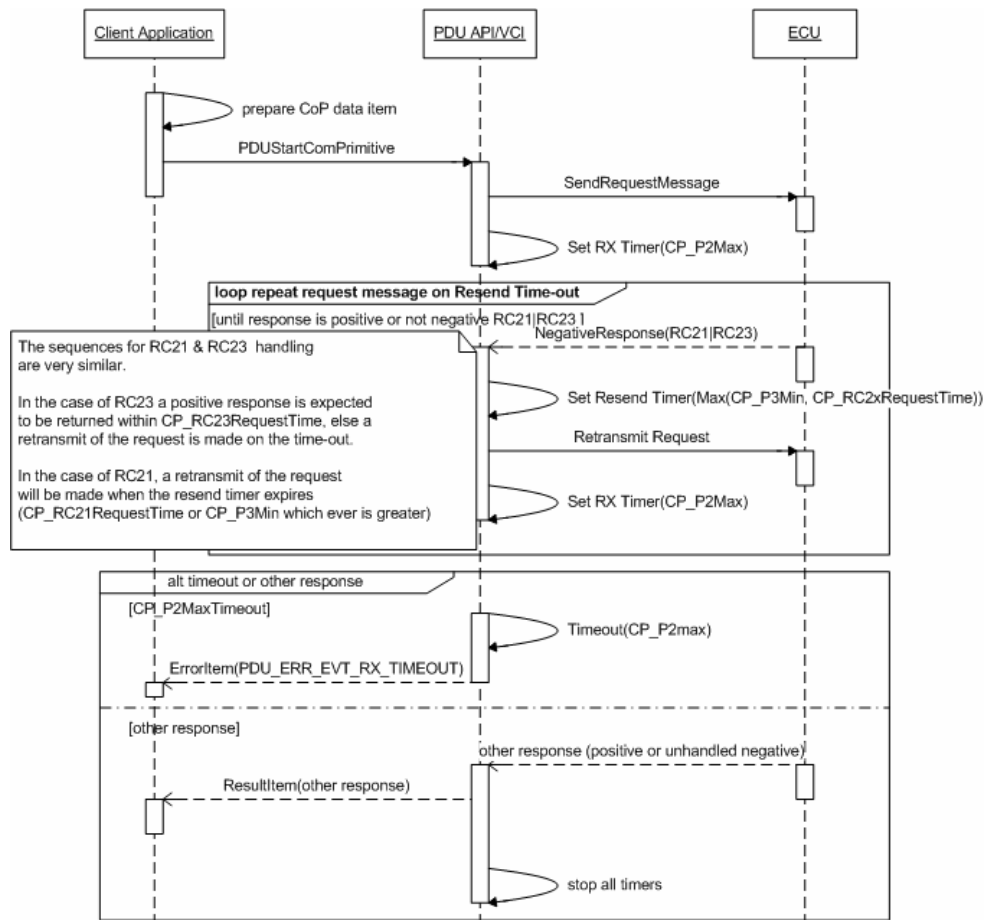 Client Application
PDU API/VCI
ECU
prepare CoP data item
PDUStartComPrimitive
SendRequestMessage
Set RX Timer(CP_P2Max)
loop repeat request message on Resend Time-out
[until response is positive or not negative RC21|RC23 ]
NegativeResponse(RC21|RC23)
The sequences for RC21 & RC23 handling
are very similar.
In the case of RC23 a positive response is expected
to be returned within CP_RC23RequestTime, else a
retransmit of the request is made on the time-out.
In the case of RC21, a retransmit of the request
will be made when the resend timer expires
(CP_RC21RequestTime or CP_P3Min which ever is greater)
Set Resend Timer(Max(CP_P3Min, CP_RC2xRequestTime))
Retransmit Request
Set RX Timer(CP_P2Max)
alt timeout or other response
[CP_P2MaxTimeout]
Timeout(CP_P2max)
ErrorItem(PDU_ERR_EVT_RX_TIMEOUT)
[other response]
other response (positive or unhandled negative)
ResultItem(other response)
stop all timers